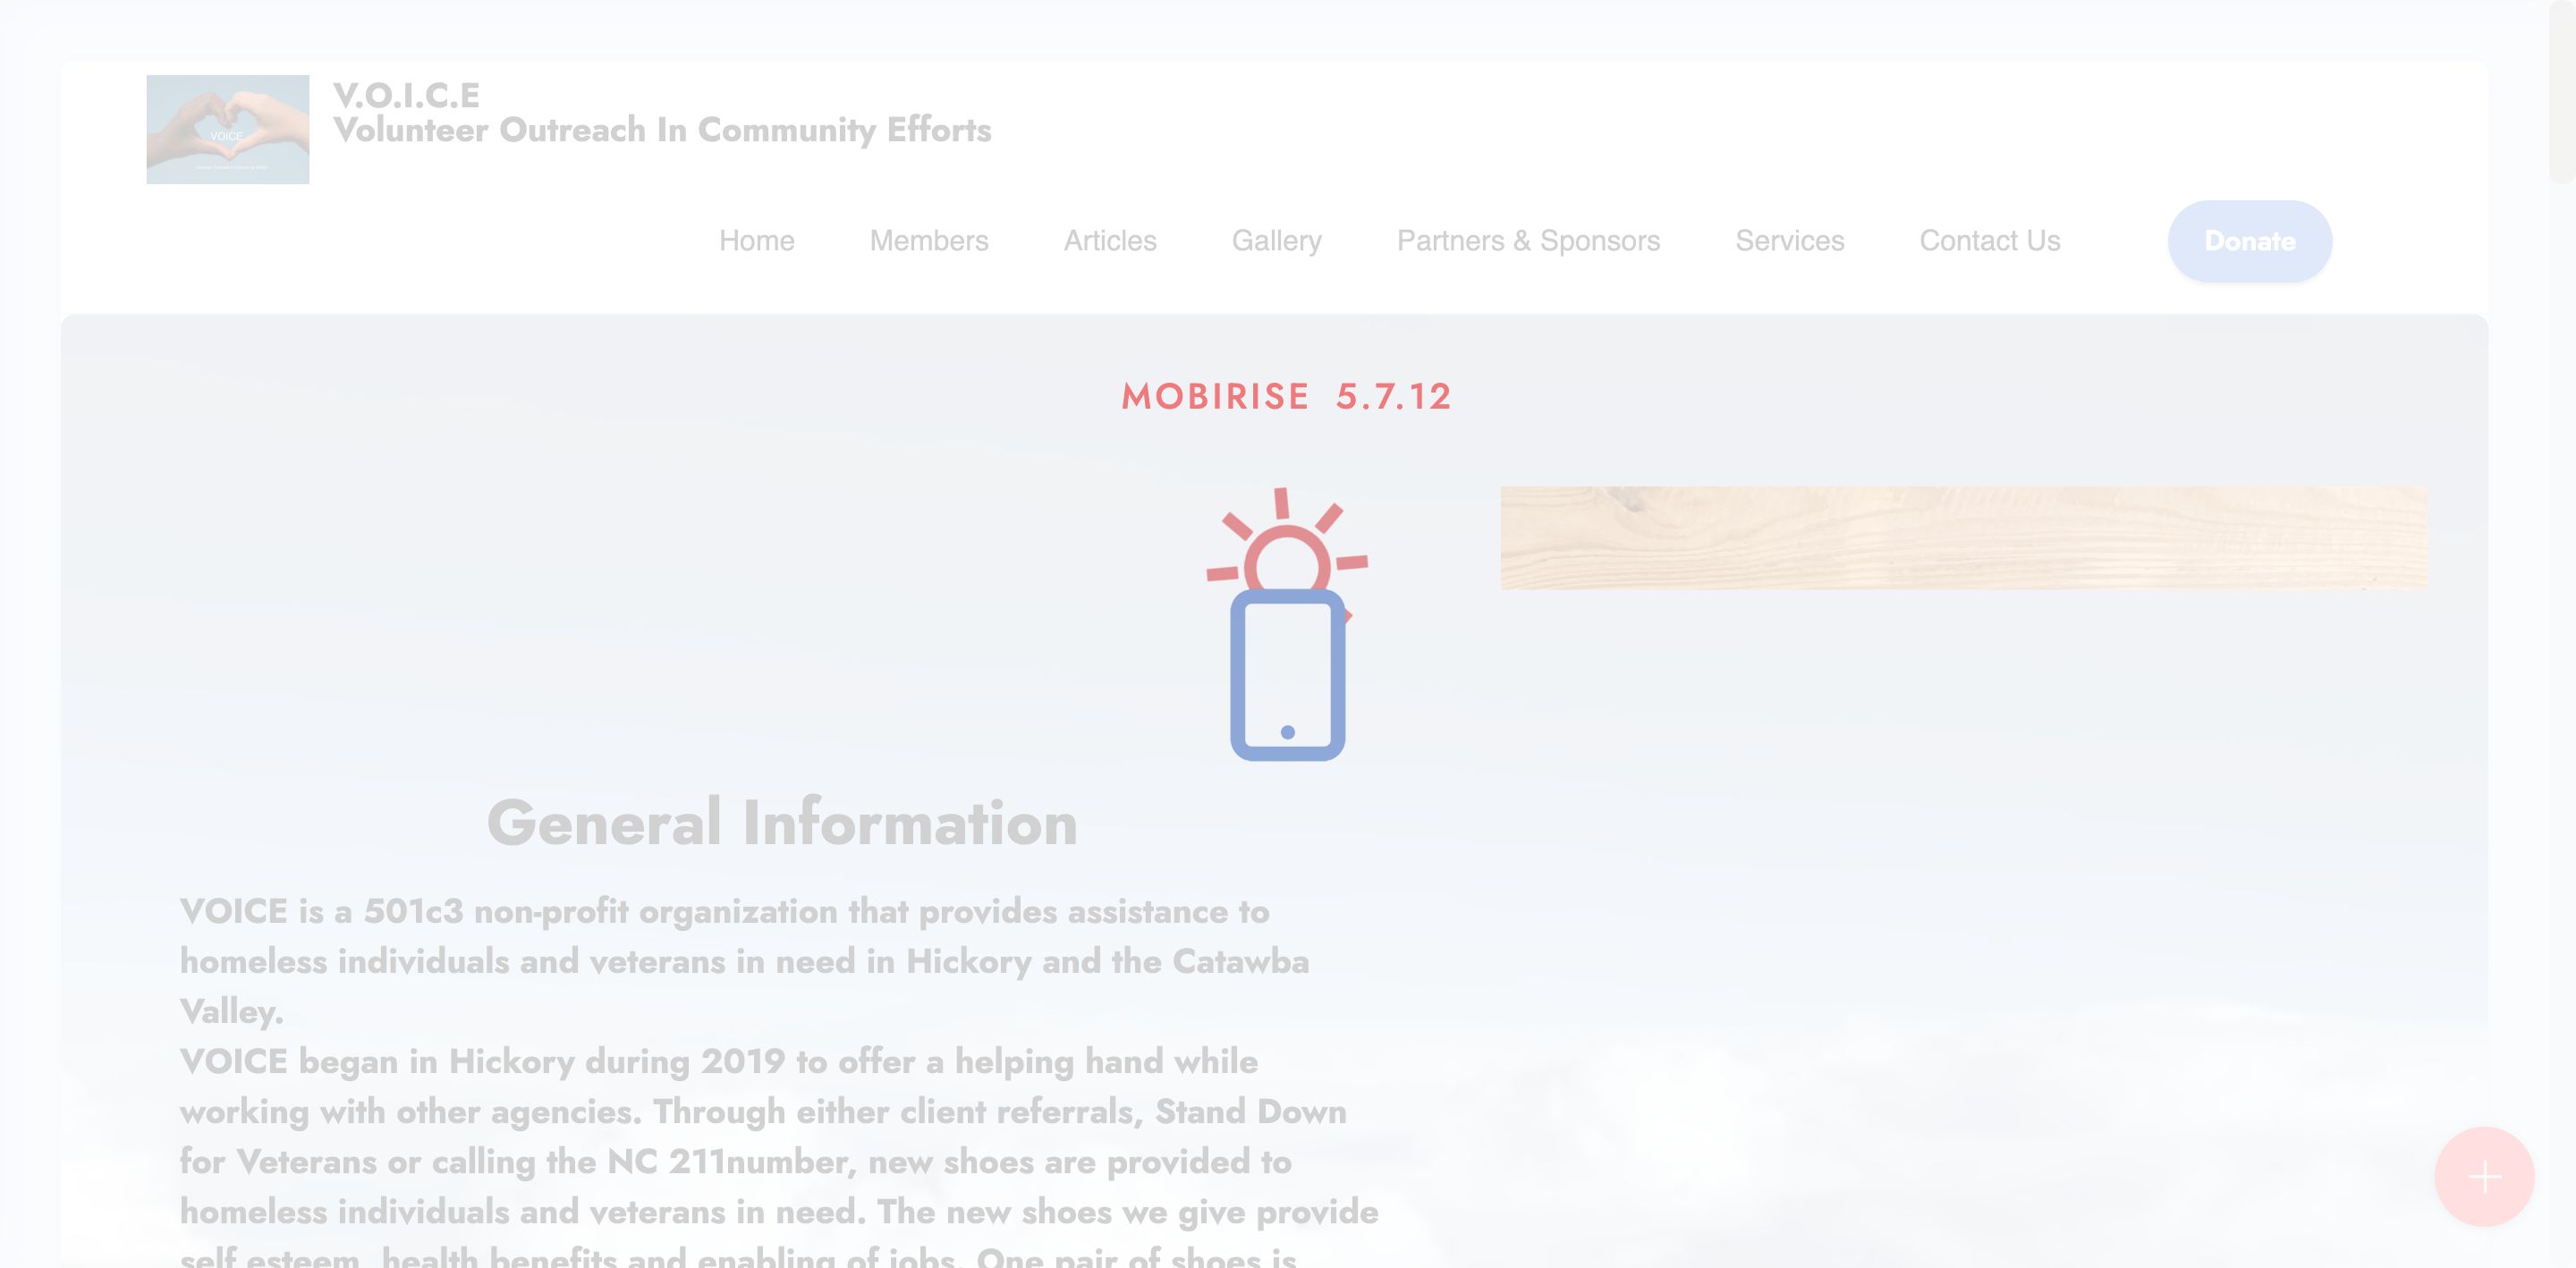 V.O.I.C.E
Volunteer Outreach In Community Efforts
VOICE
Home Members Articles Gallery Partners & Sponsors Services Contact Us Donate
MOBIRISE 5.7.12
General Information
VOICE is a 501c3 non-profit organization that provides assistance to
homeless individuals and veterans in need in Hickory and the Catawba
Valley.
VOICE began in Hickory during 2019 to offer a helping hand while
working with other agencies. Through either client referrals, Stand Down
for Veterans or calling the NC 211number, new shoes are provided to
homeless individuals and veterans in need. The new shoes we give provide
self esteem, health benefits and enabling of jobs. One pair of shoes is